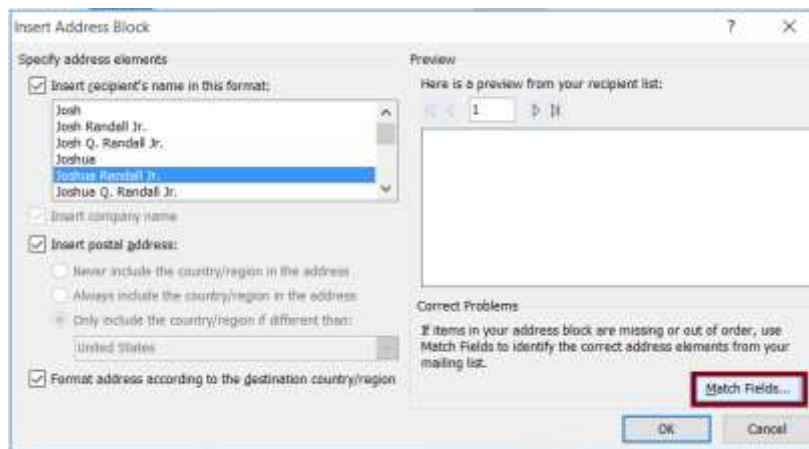 Insert Address Block
?
Specify address elements
Insert recipient's name in this format:
Josh
Josh Randall Jr.
Josh Q. Randall Jr.
Joshua
Joshua Randall Jr.
Joshua Q. Randall Jr.
Insert company name
Insert postal address:
Never include the country/region in the address
Always include the country/region in the address
Only include the country/region if different than:
United States
Format address according to the destination country/region
Preview
Here is a preview from your recipient list:
1
Correct Problems
If items in your address block are missing or out of order, use
Match Fields to identify the correct address elements from your
mailing list.
Match Fields...
OK
Cancel